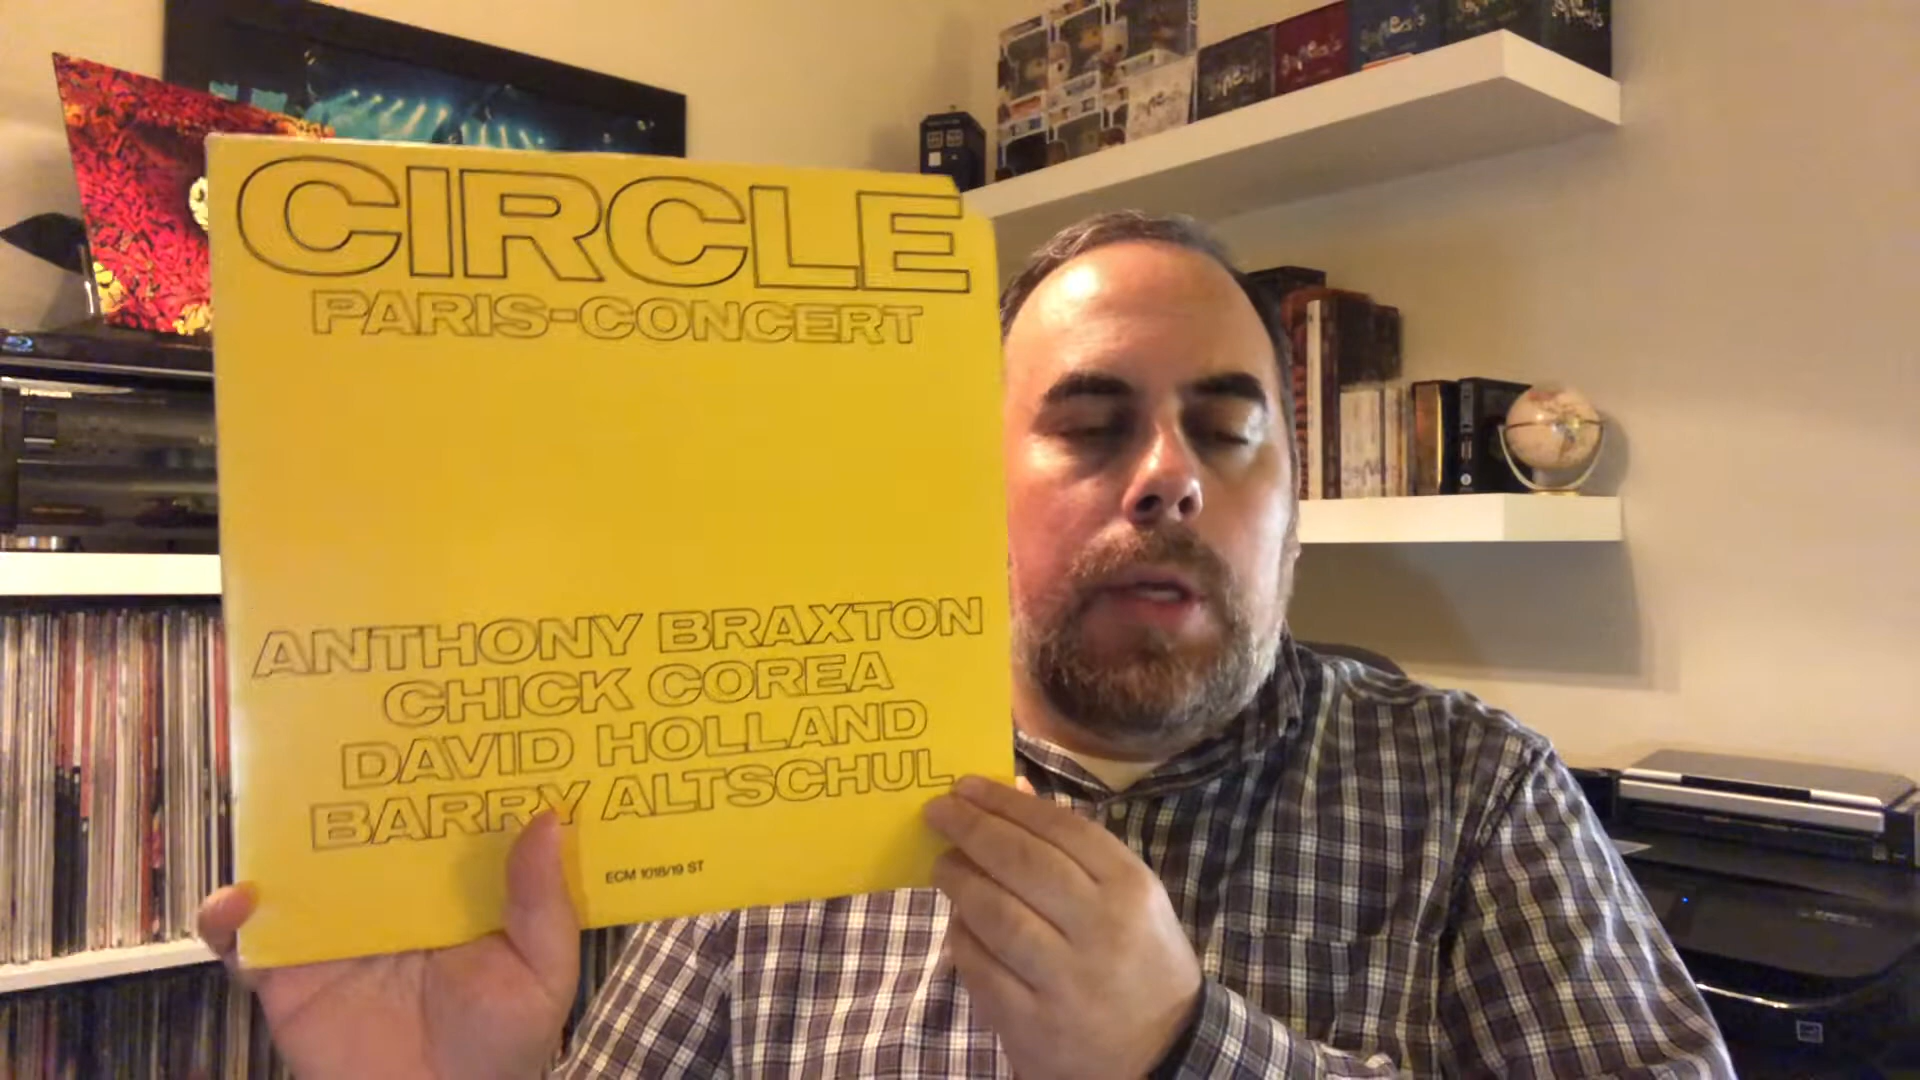 CIRCLE
PARIS-CONCERT
ANTHONY BRAXTON
CHICK COREA
DAVID HOLLAND
BARRY ALTSCHUL
ECM 1018/19 ST